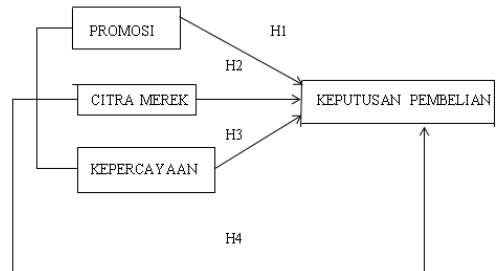 PROMOSI
H1
H2
CITRA MEREK
KEPUTUSAN PEMBELIAN
H3
KEPERCAYAAN
H4